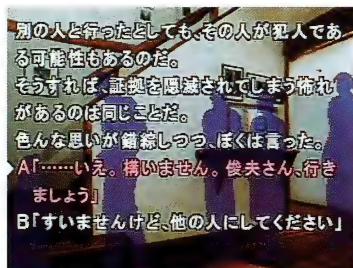 別の人と行ったとしても、その人が犯人であ
る可能性もあるのだ。
そうすれば、証拠を隠滅されてしまう怖れ
があるのは同じことだ。
色んな思いが錯綜しつつ、ぼくは言った。
A「……いえ。構いません。俊夫さん、行き
ましょう」
B「すいませんけど、他の人にしてください」